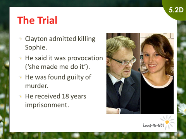 5.2D
The Trial
Clayton admitted killing
Sophie.
He said it was provocation
('she made me do it').
He was found guilty of
murder.
He received 18 years
imprisonment.